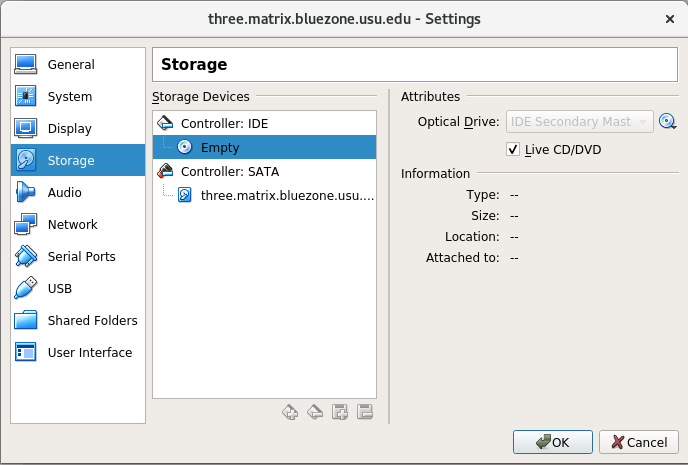 three.matrix.bluezone.usu.edu - Settings
General
System
Display
Storage
Audio
Network
Serial Ports
USB
Shared Folders
User Interface
Storage
Storage Devices
Controller: IDE
Empty
Controller: SATA
three.matrix.bluezone.usu....
Attributes
Optical Drive: IDE Secondary Mast
Live CD/DVD
Information
Type: --
Size: --
Location: --
Attached to: --
OK
Cancel